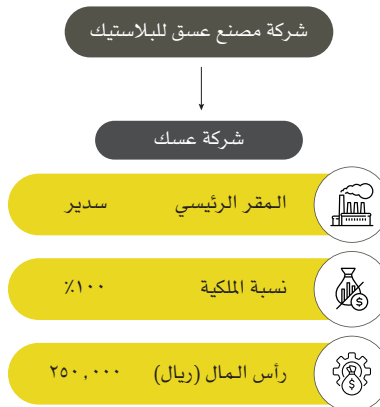 شركة مصنع عسق للبلاستيك
شركة عسك
المقر الرئيسي سدير
نسبة الملكية ١٠٠٪
رأس المال (ريال) ٢٥٠,٠٠٠